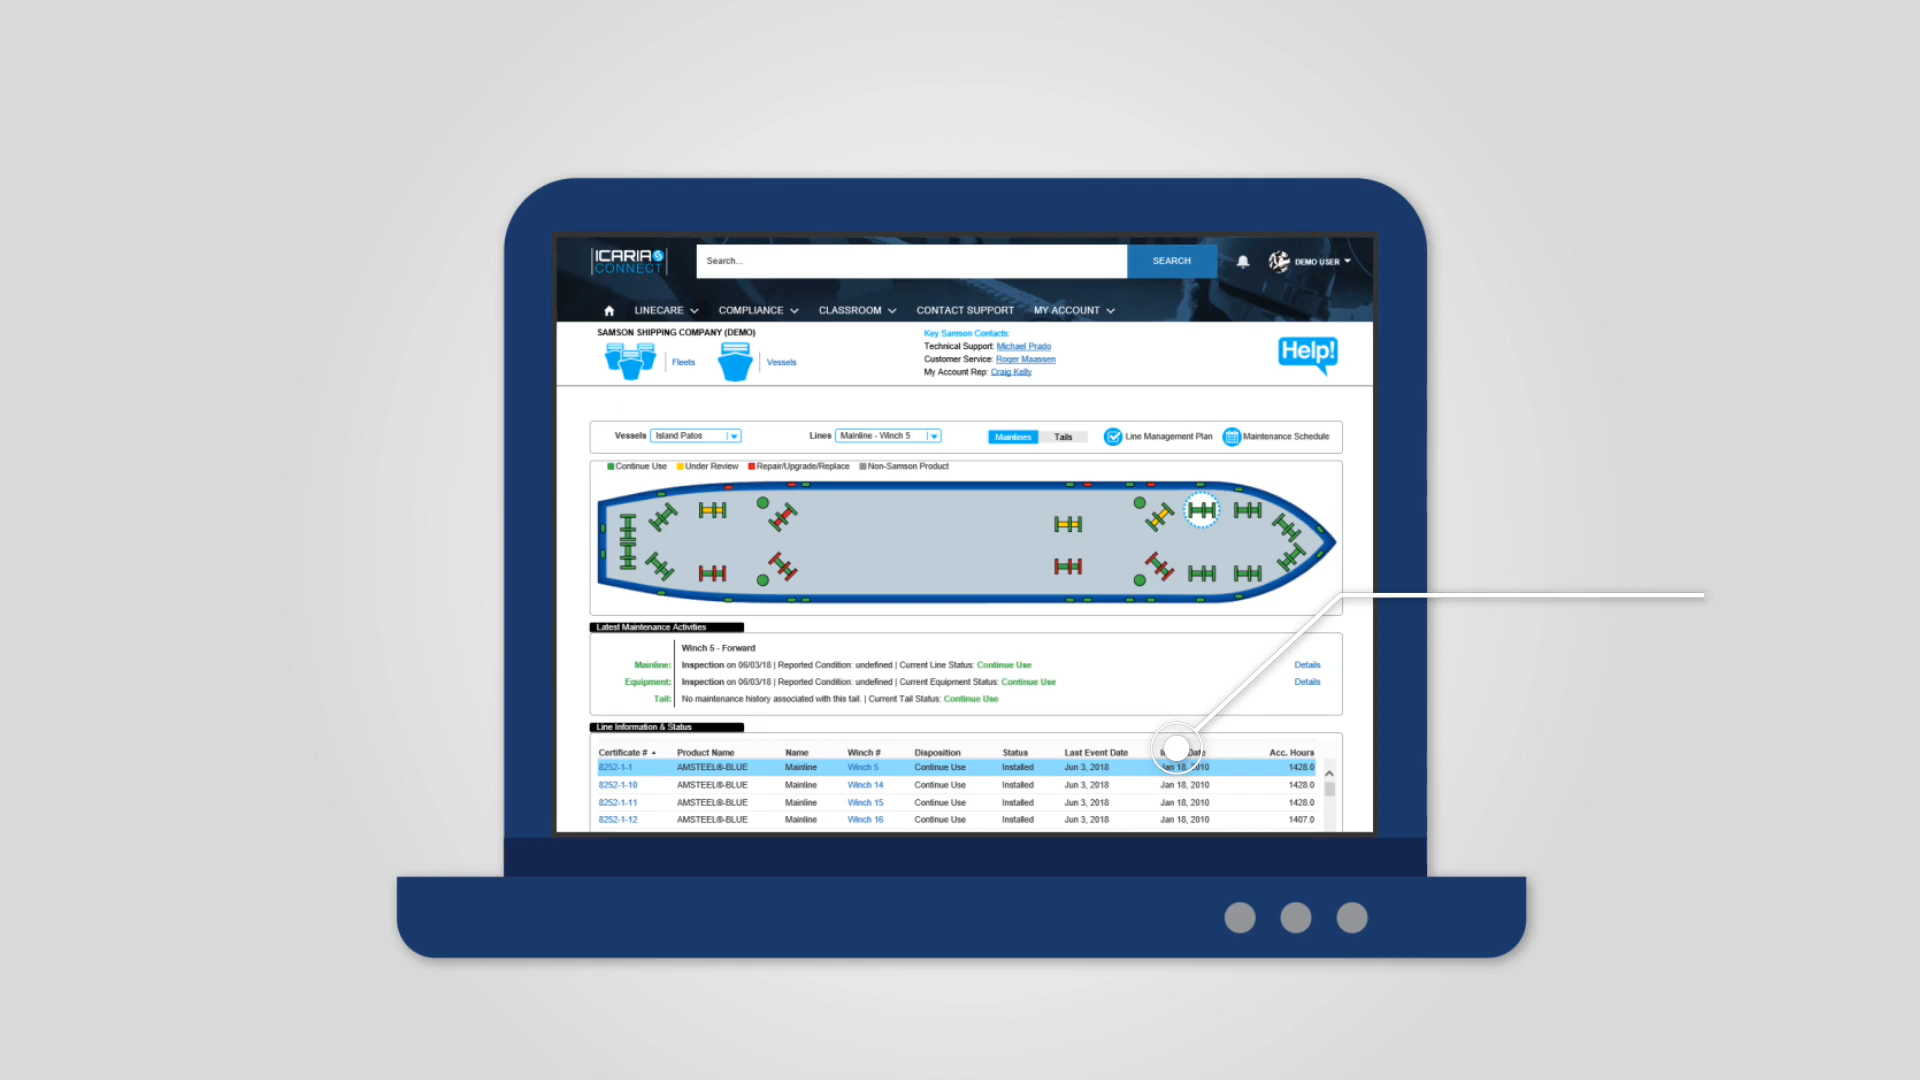 ICARIA
CONNECT
Search...
SEARCH
DEMO USER
LINECARE
COMPLIANCE
CLASSROOM
CONTACT SUPPORT
MY ACCOUNT
SAMSON SHIPPING COMPANY (DEMO)
Fleets
Vessels
Key Samson Contacts:
Technical Support: Michael Prado
Customer Service: Roger Maassen
My Account Rep: Craig Kelly
Help!
Vessels Island Patos
Lines Mainline - Winch 5
Mainlines Tails
Line Management Plan
Maintenance Schedule
Continue Use Under Review Repair/Upgrade/Replace Non-Samson Product
Latest Maintenance Activities
Winch 5 - Forward
Mainline: Inspection on 06/03/18 | Reported Condition: undefined | Current Line Status: Continue Use Details
Equipment: Inspection on 06/03/18 | Reported Condition: undefined | Current Equipment Status: Continue Use Details
Tail: No maintenance history associated with this tail. | Current Tail Status: Continue Use
Line Information & Status
Certificate # Product Name Name Winch # Disposition Status Last Event Date Date Acc. Hours
8252-1-1 AMSTEEL®-BLUE Mainline Winch 5 Continue Use Installed Jun 3, 2018 Jan 18, 2010 1428.0
8252-1-10 AMSTEEL®-BLUE Mainline Winch 14 Continue Use Installed Jun 3, 2018 Jan 18, 2010 1428.0
8252-1-11 AMSTEEL®-BLUE Mainline Winch 15 Continue Use Installed Jun 3, 2018 Jan 18, 2010 1428.0
8252-1-12 AMSTEEL®-BLUE Mainline Winch 16 Continue Use Installed Jun 3, 2018 Jan 18, 2010 1407.0